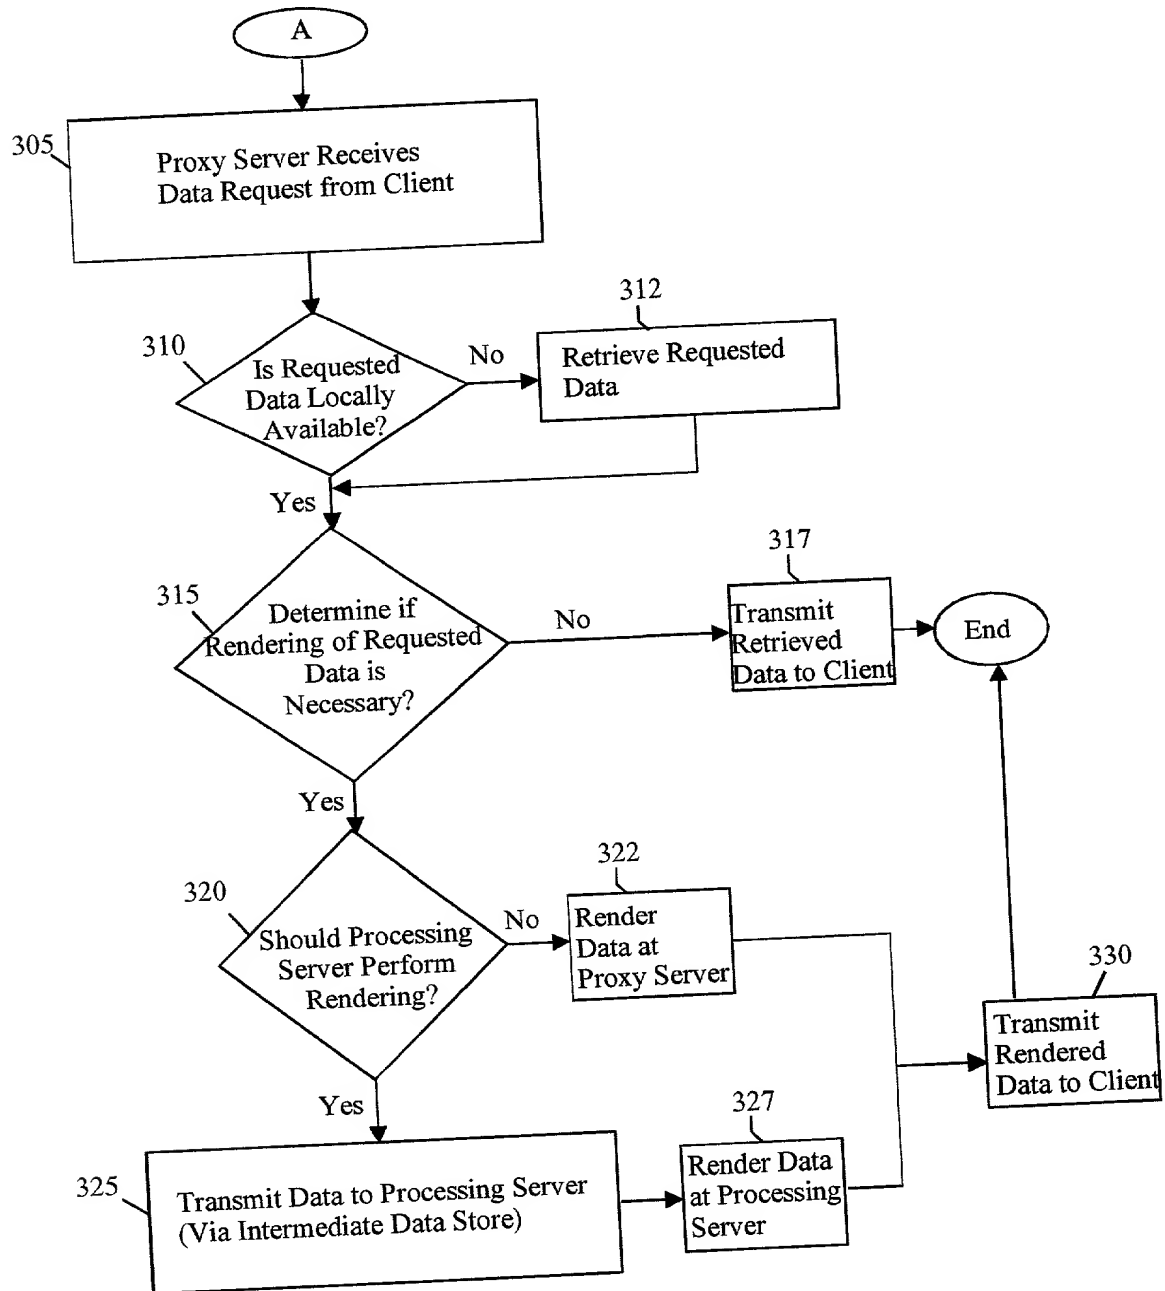 A
305
Proxy Server Receives
Data Request from Client
312
310
Is Requested
Data Locally
Available?
No
Retrieve Requested
Data
Yes
317
315
Determine if
Rendering of Requested
Data is
Necessary?
No
Transmit
Retrieved
Data to Client
End
Yes
322
320
Should Processing
Server Perform
Rendering?
No
Render
Data at
Proxy Server
330
Transmit
Rendered
Data to Client
Yes
327
325
Transmit Data to Processing Server
(Via Intermediate Data Store)
Render Data
at Processing
Server